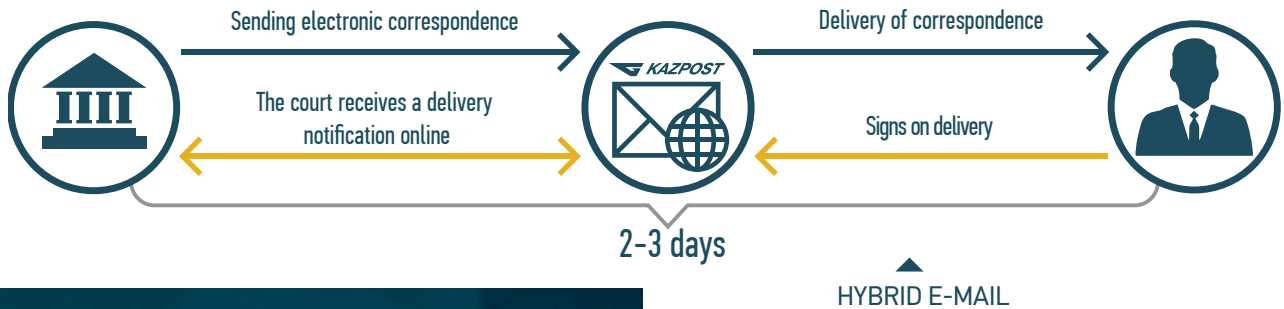 Sending electronic correspondence
Delivery of correspondence
KAZPOST
The court receives a delivery
notification online
Signs on delivery
2-3 days
HYBRID E-MAIL